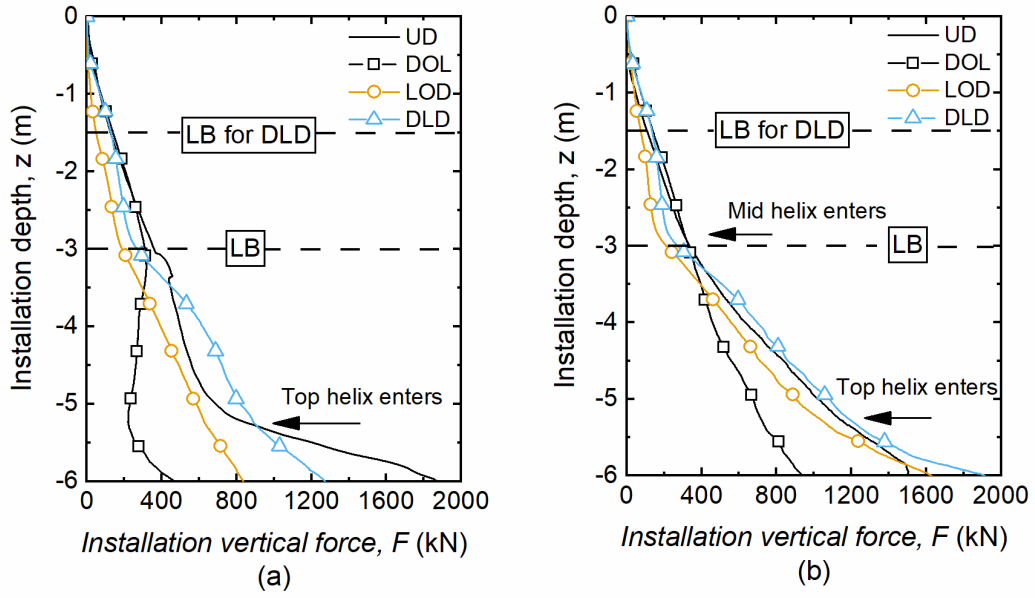 0
-1
-2
-3
-4
-5
-6
Installation depth, z (m)
UD
DOL
LOD
DLD
LB for DLD
LB
Top helix enters
0 400 800 1200 1600 2000
Installation vertical force, F (kN)
(a)
0
-1
-2
-3
-4
-5
-6
Installation depth, z (m)
UD
DOL
LOD
DLD
LB for DLD
Mid helix enters
LB
Top helix enters
0 400 800 1200 1600 2000
Installation vertical force, F (kN)
(b)